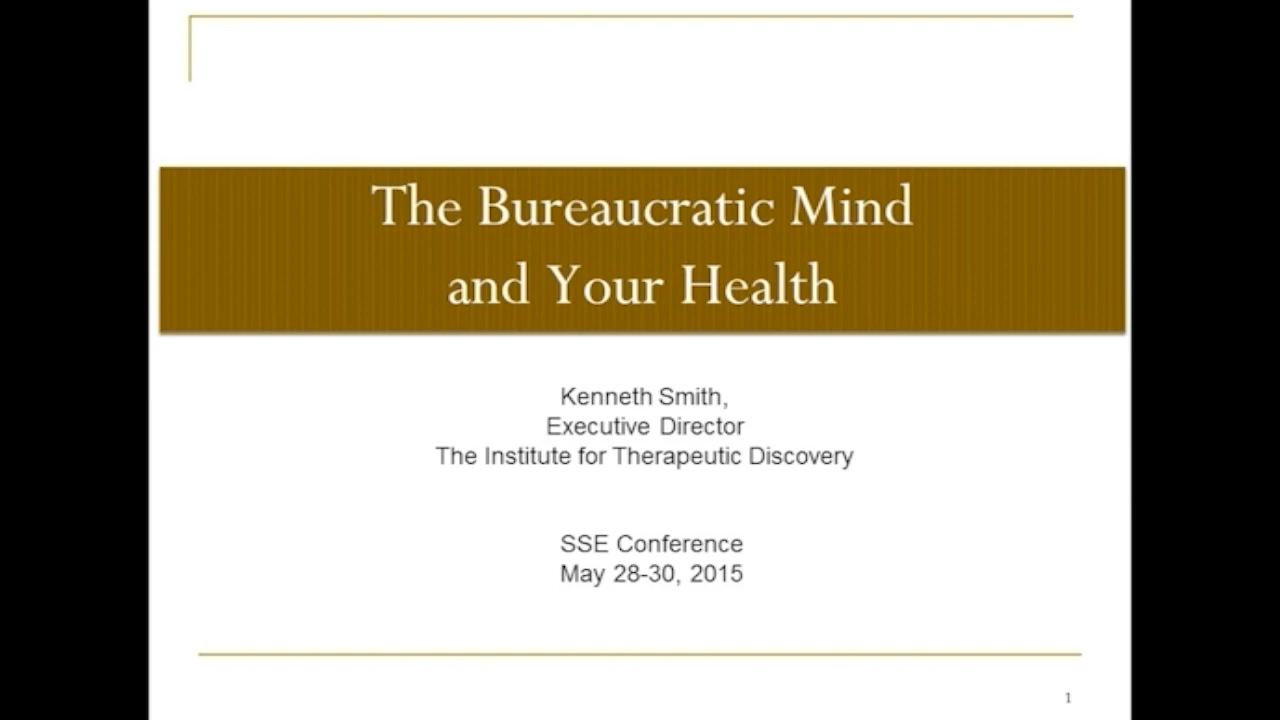 The Bureaucratic Mind
and Your Health
Kenneth Smith,
Executive Director
The Institute for Therapeutic Discovery
SSE Conference
May 28-30, 2015
1